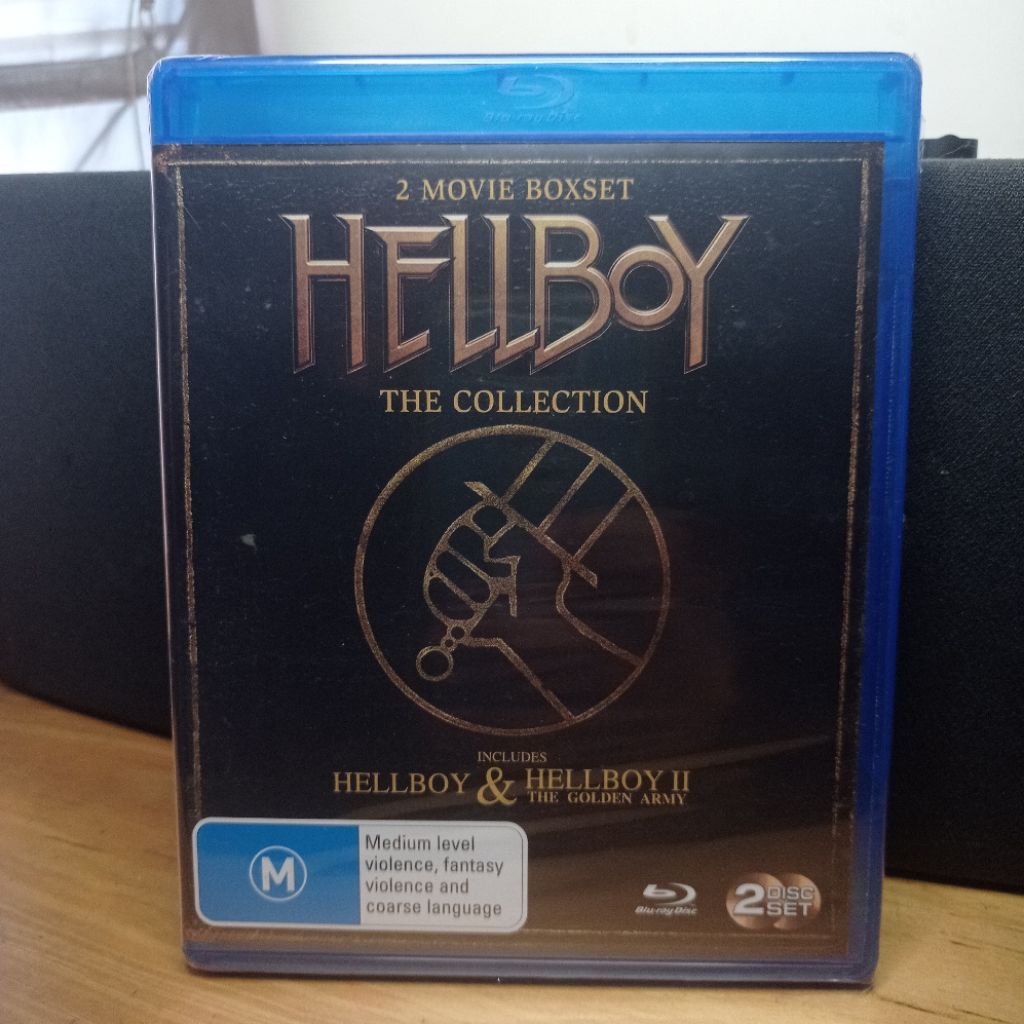 Blu-ray Disc
2 MOVIE BOXSET
HELLBOY
THE COLLECTION
INCLUDES
HELLBOY & HELLBOY II
THE GOLDEN ARMY
M
Medium level
violence, fantasy
violence and
coarse language
Blu-ray Disc
2 DISC
SET